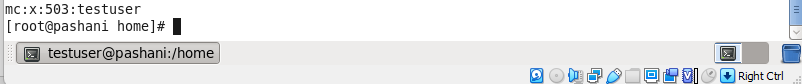 mc:x:503:testuser
[root@pashani home]#
testuser@pashani:/home
Right Ctrl